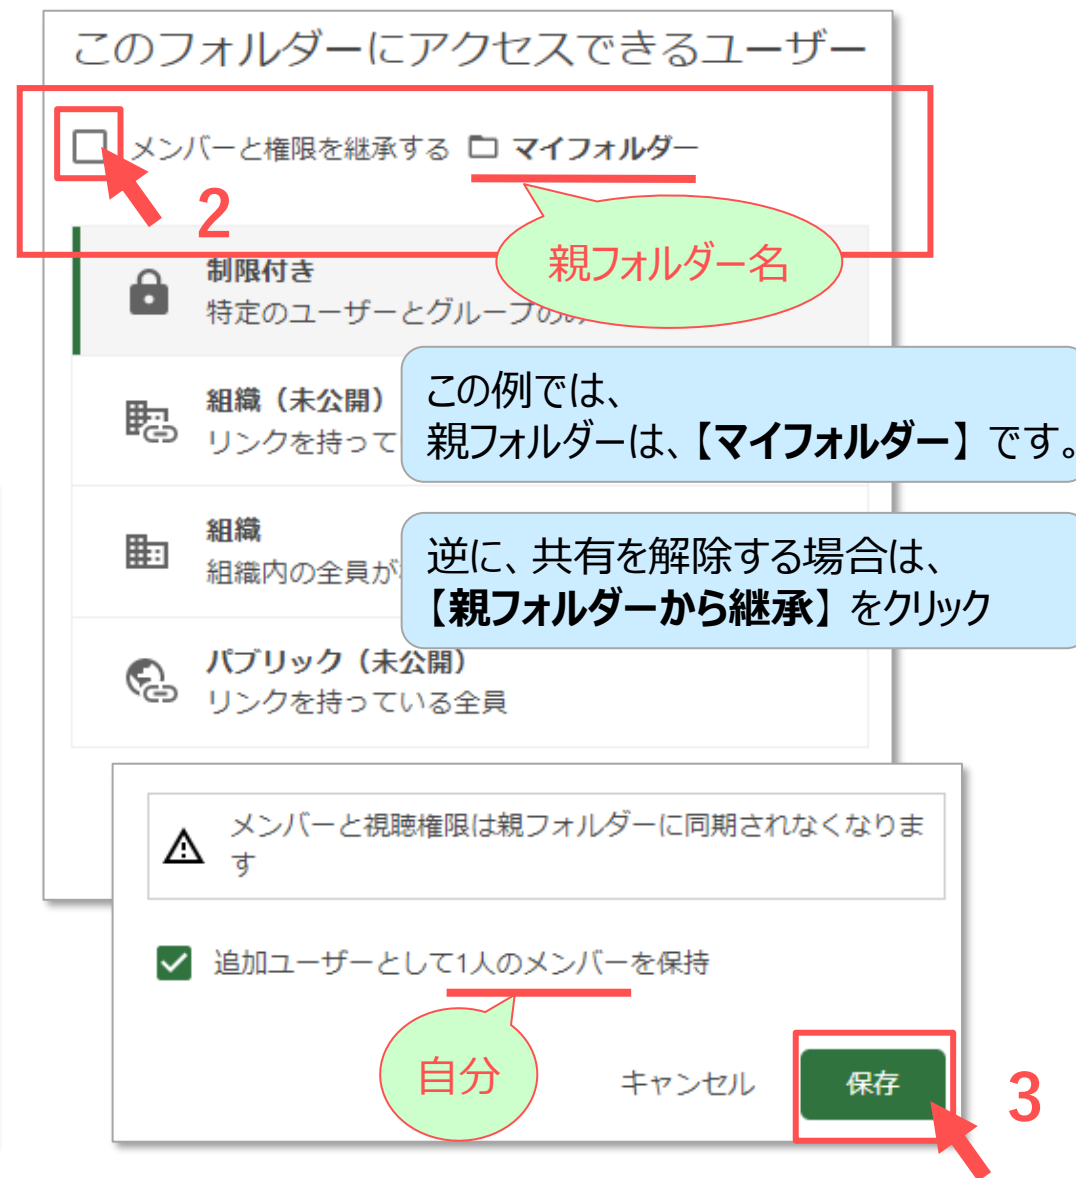 このフォルダーにアクセスできるユーザー
メンバーと権限を継承する マイフォルダー
2
親フォルダー名
制限付き
特定のユーザーとグループのみ
組織（未公開）
リンクを持って
この例では、
親フォルダーは、【マイフォルダー】です。
組織
組織内の全員が
逆に、共有を解除する場合は、
【親フォルダーから継承】をクリック
パブリック（未公開）
リンクを持っている全員
メンバーと視聴権限は親フォルダーに同期されなくなりま
す
追加ユーザーとして1人のメンバーを保持
自分
キャンセル
保存
3